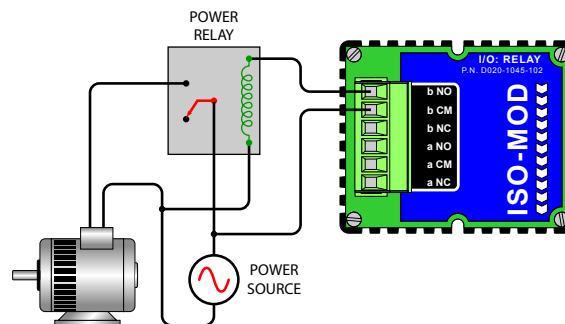 POWER
RELAY
I/O: RELAY
P.N. D020-1045-102
b NO
b CM
b NC
a NO
a CM
a NC
ISO-MOD
POWER
SOURCE